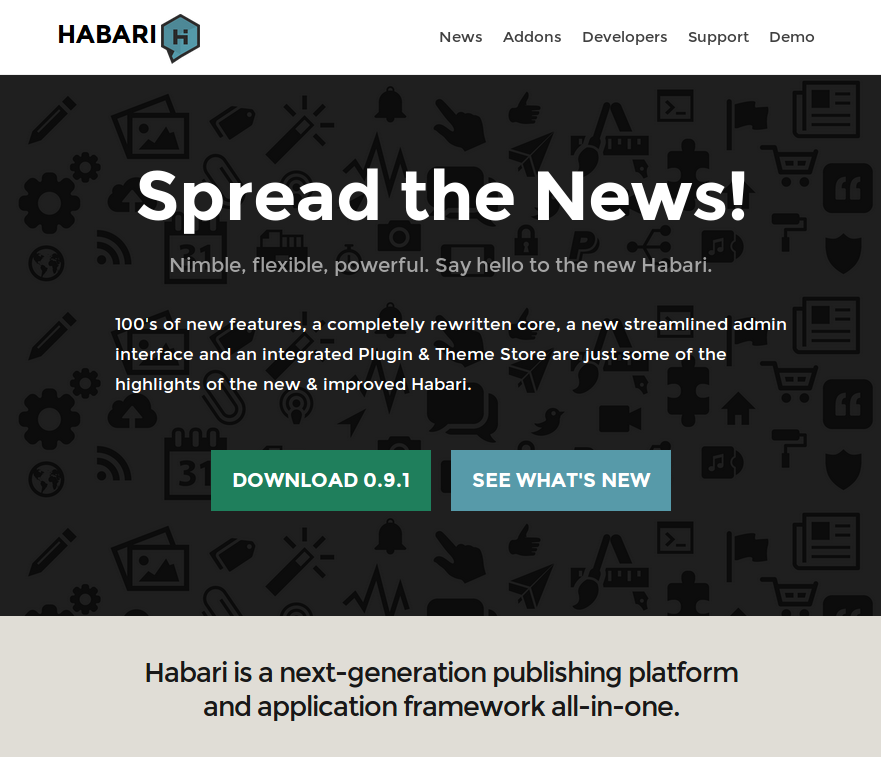 HABARI
News Addons Developers Support Demo
Spread the News!
Nimble, flexible, powerful. Say hello to the new Habari.
100's of new features, a completely rewritten core, a new streamlined admin
interface and an integrated Plugin & Theme Store are just some of the
highlights of the new & improved Habari.
31
31
DOWNLOAD 0.9.1
SEE WHAT'S NEW
Habari is a next-generation publishing platform
and application framework all-in-one.